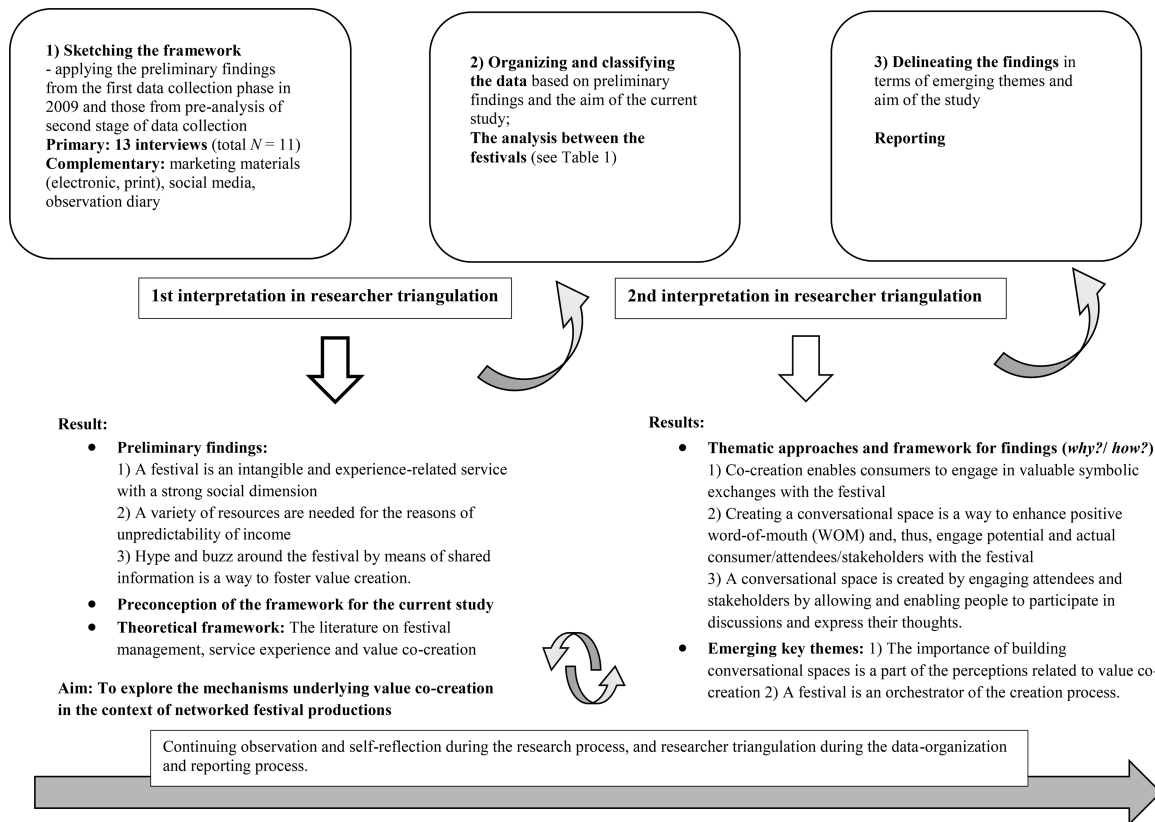 1) Sketching the framework
- applying the preliminary findings
from the first data collection phase in
2009 and those from pre-analysis of
second stage of data collection
Primary: 13 interviews (total N = 11)
Complementary: marketing materials
(electronic, print), social media,
observation diary
2) Organizing and classifying
the data based on preliminary
findings and the aim of the current
study;
The analysis between the
festivals (see Table 1)
3) Delineating the findings in
terms of emerging themes and
aim of the study
Reporting
1st interpretation in researcher triangulation
2nd interpretation in researcher triangulation
Result:
● Preliminary findings:
1) A festival is an intangible and experience-related service
with a strong social dimension
2) A variety of resources are needed for the reasons of
unpredictability of income
3) Hype and buzz around the festival by means of shared
information is a way to foster value creation.
● Preconception of the framework for the current study
● Theoretical framework: The literature on festival
management, service experience and value co-creation
Aim: To explore the mechanisms underlying value co-creation
in the context of networked festival productions
Results:
● Thematic approaches and framework for findings (why?/ how?)
1) Co-creation enables consumers to engage in valuable symbolic
exchanges with the festival
2) Creating a conversational space is a way to enhance positive
word-of-mouth (WOM) and, thus, engage potential and actual
consumer/attendees/stakeholders with the festival
3) A conversational space is created by engaging attendees and
stakeholders by allowing and enabling people to participate in
discussions and express their thoughts.
● Emerging key themes: 1) The importance of building
conversational spaces is a part of the perceptions related to value co-
creation 2) A festival is an orchestrator of the creation process.
Continuing observation and self-reflection during the research process, and researcher triangulation during the data-organization
and reporting process.